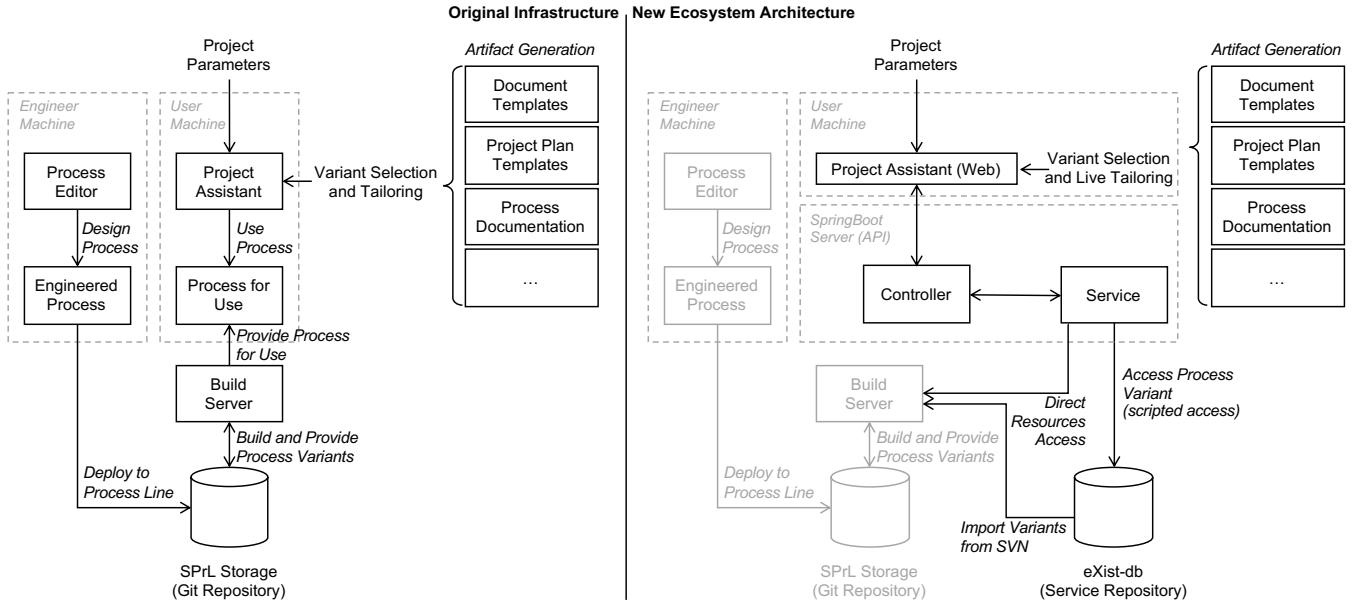 Original Infrastructure
New Ecosystem Architecture
Project
Parameters
Artifact Generation
Document
Templates
Project Plan
Templates
Process
Documentation
…
Engineer
Machine
User
Machine
Process
Editor
Project
Assistant
Variant Selection
and Tailoring
Design
Process
Use
Process
Engineered
Process
Process for
Use
Provide Process
for Use
Build
Server
Build and Provide
Process Variants
Deploy to
Process Line
SPrL Storage
(Git Repository)
Project
Parameters
Artifact Generation
Document
Templates
Project Plan
Templates
Process
Documentation
…
Engineer
Machine
User
Machine
Process
Editor
Project Assistant (Web)
Variant Selection
and Live Tailoring
Design
Process
SpringBoot
Server (API)
Engineered
Process
Controller
Service
Build
Server
Direct
Resources
Access
Access Process
Variant
(scripted access)
Build and Provide
Process Variants
Deploy to
Process Line
Import Variants
from SVN
SPrL Storage
(Git Repository)
eXist-db
(Service Repository)